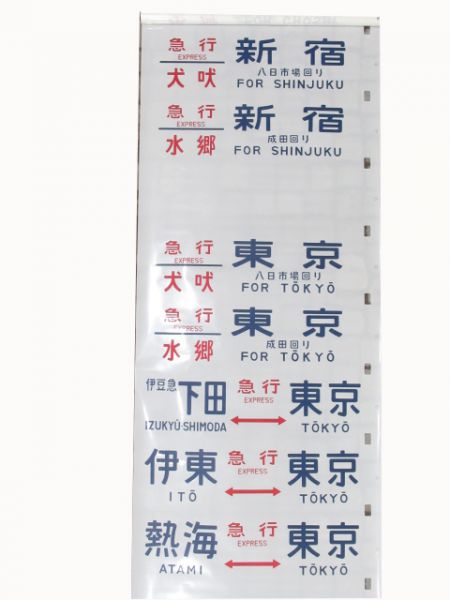 急行 新宿
EXPRESS
犬吠 八日市場回り
FOR SHINJUKU
急行 新宿
EXPRESS
水郷 成田回り
FOR SHINJUKU
急行 東京
EXPRESS
犬吠 八日市場回り
FOR TŌKYŌ
急行 東京
EXPRESS
水郷 成田回り
FOR TŌKYŌ
伊豆急下田 急行 東京
EXPRESS
IZUKYŪ-SHIMODA TŌKYŌ
伊東 急行 東京
EXPRESS
ITŌ TŌKYŌ
熱海 急行 東京
EXPRESS
ATAMI TŌKYŌ